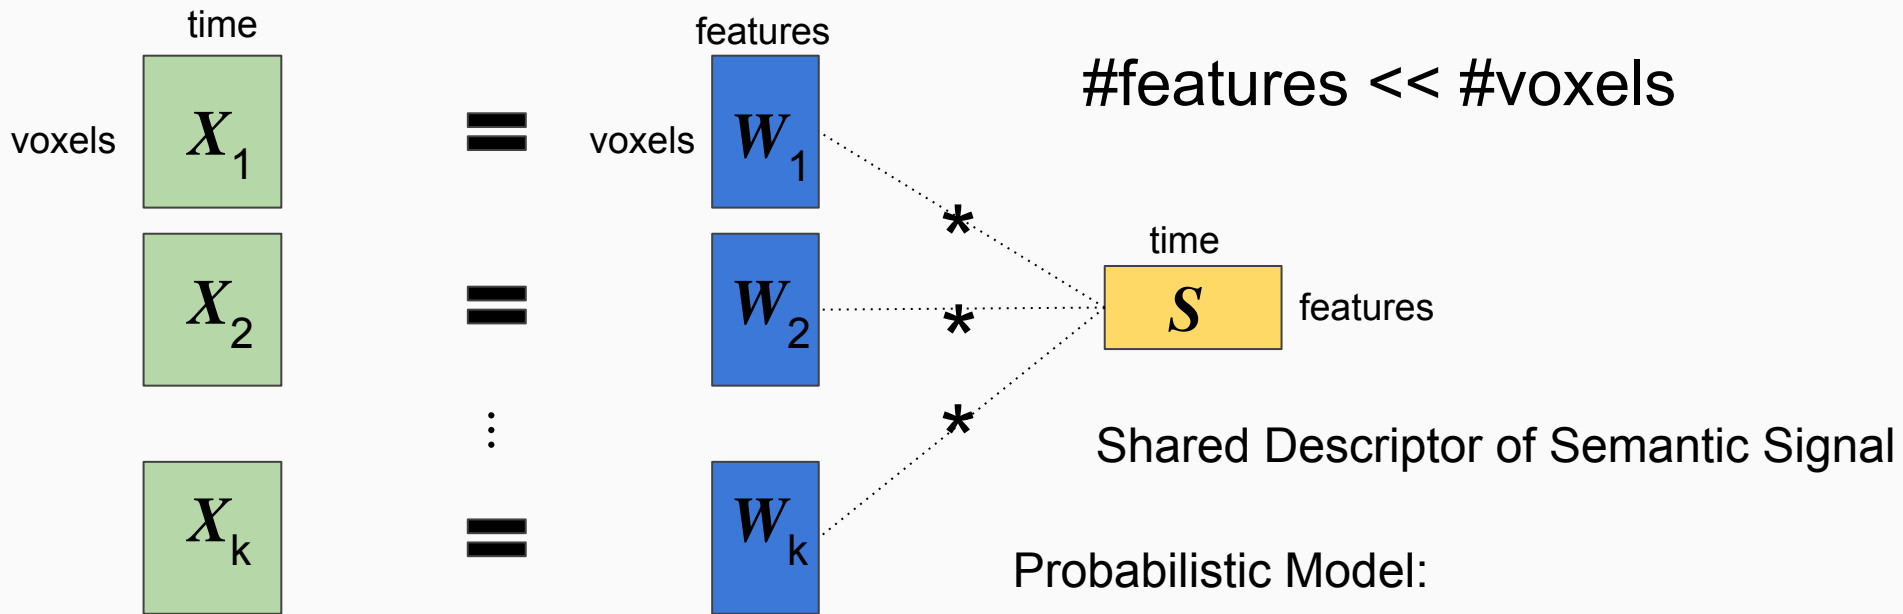 time
features
#features << #voxels
voxels
X1
=
voxels
W1
*
time
X2
=
W2
*
S
features
⋮
*
Shared Descriptor of Semantic Signal
Xk
=
Wk
Probabilistic Model: